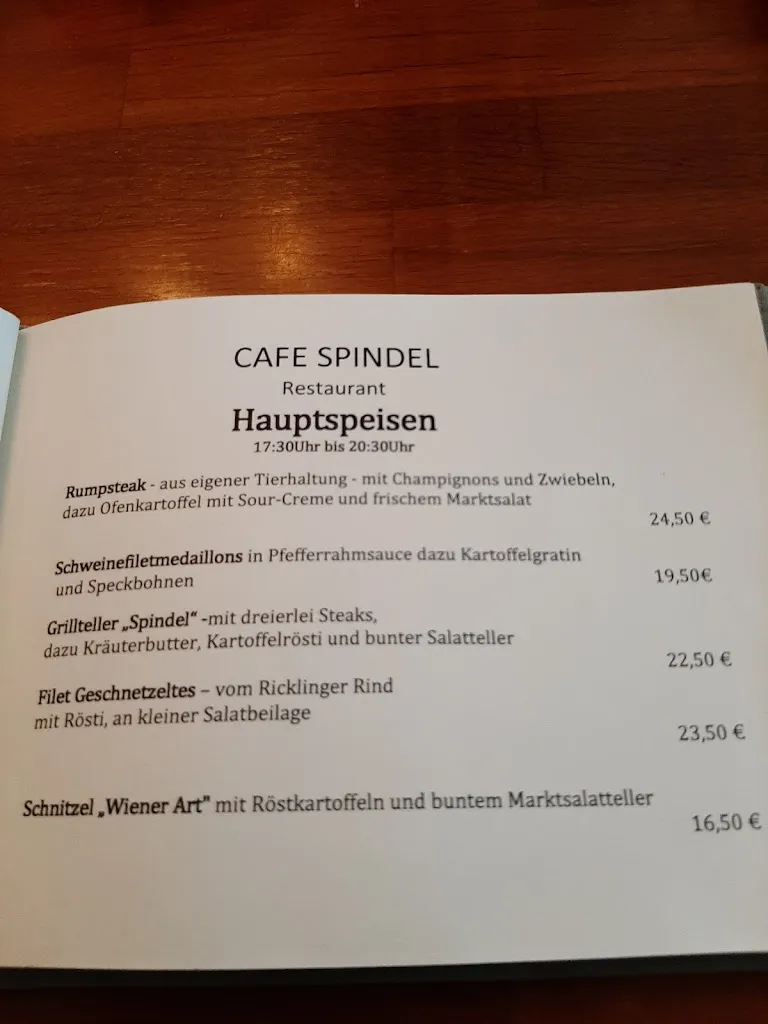 CAFE SPINDEL
Restaurant
Hauptspeisen
17:30Uhr bis 20:30Uhr
Rumpsteak - aus eigener Tierhaltung - mit Champignons und Zwiebeln,
dazu Ofenkartoffel mit Sour-Creme und frischem Marktsalat
24,50 €
Schweinefiletmedaillons in Pfefferrahmsauce dazu Kartoffelgratin
und Speckbohnen
19,50€
Grillteller „Spindel“ -mit dreierlei Steaks,
dazu Kräuterbutter, Kartoffelrösti und bunter Salatteller
22,50 €
Filet Geschnetzeltes – vom Ricklinger Rind
mit Rösti, an kleiner Salatbeilage
23,50 €
Schnitzel „Wiener Art" mit Röstkartoffeln und buntem Marktsalatteller
16,50 €